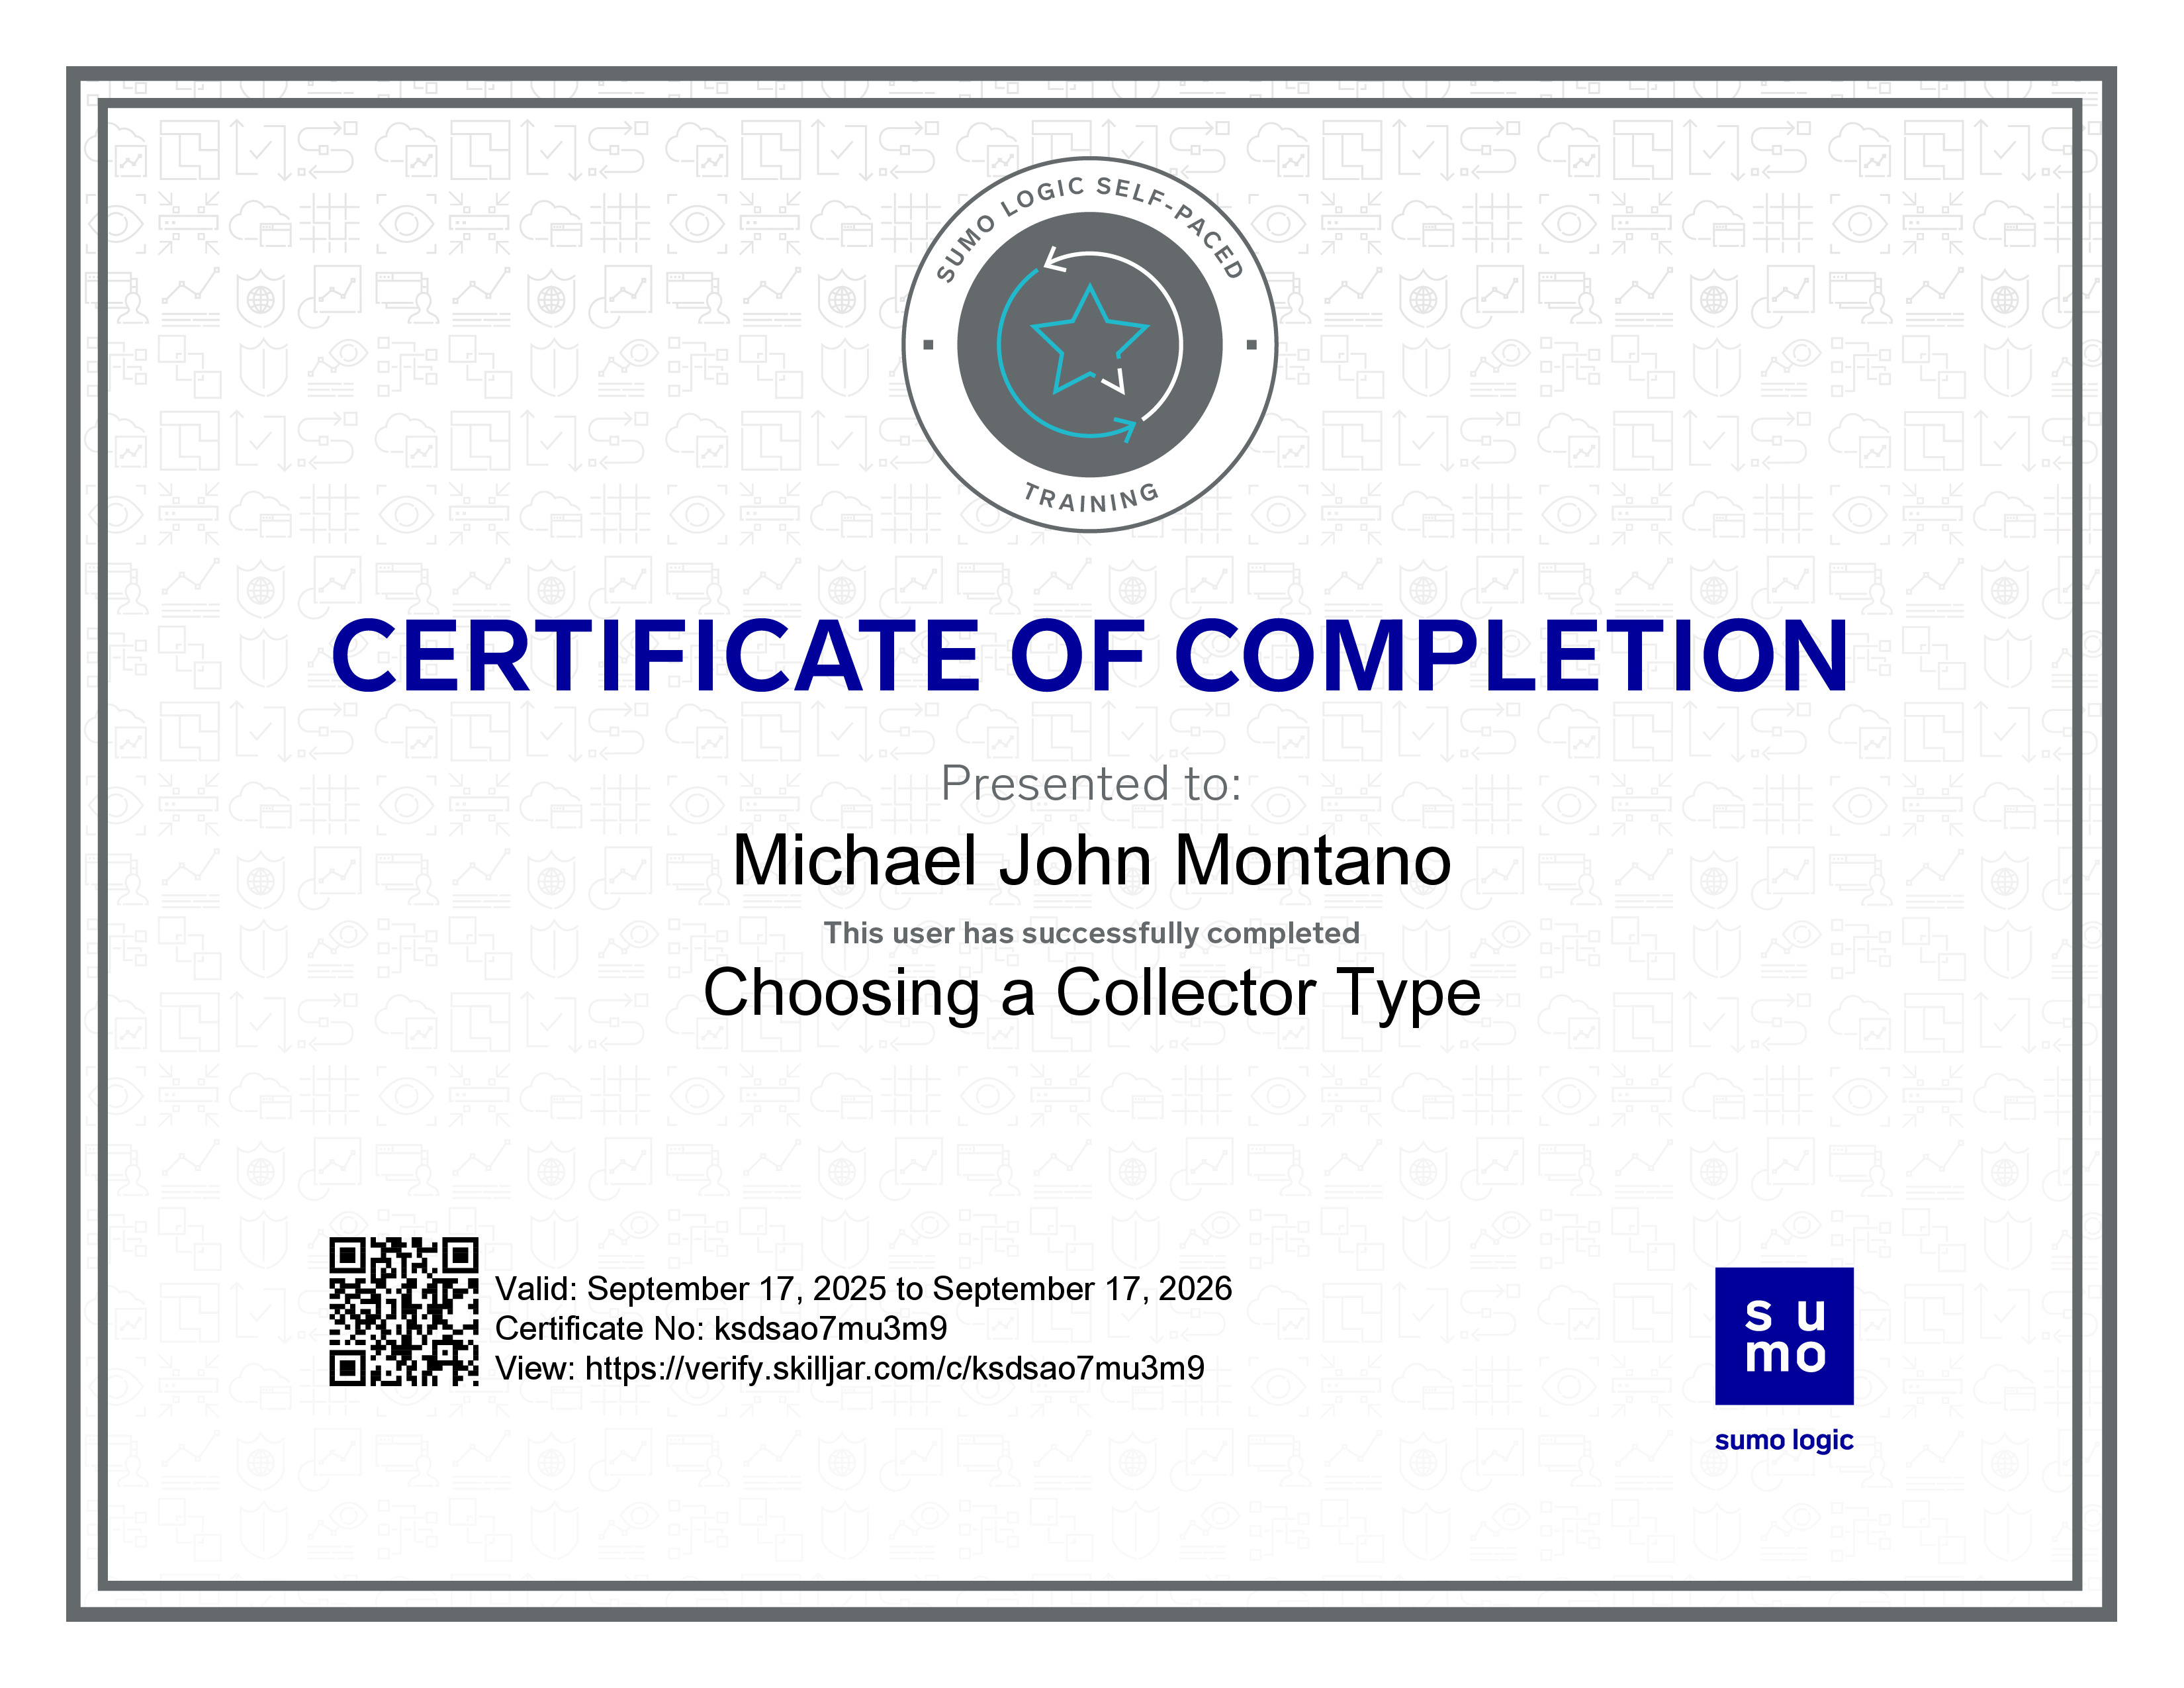 SUMO LOGIC SELF-PACED
TRAINING
CERTIFICATE OF COMPLETION
Presented to:
Michael John Montano
This user has successfully completed
Choosing a Collector Type
Valid: September 17, 2025 to September 17, 2026
Certificate No: ksdsao7mu3m9
View: https://verify.skilljar.com/c/ksdsao7mu3m9
su
mo
sumo logic